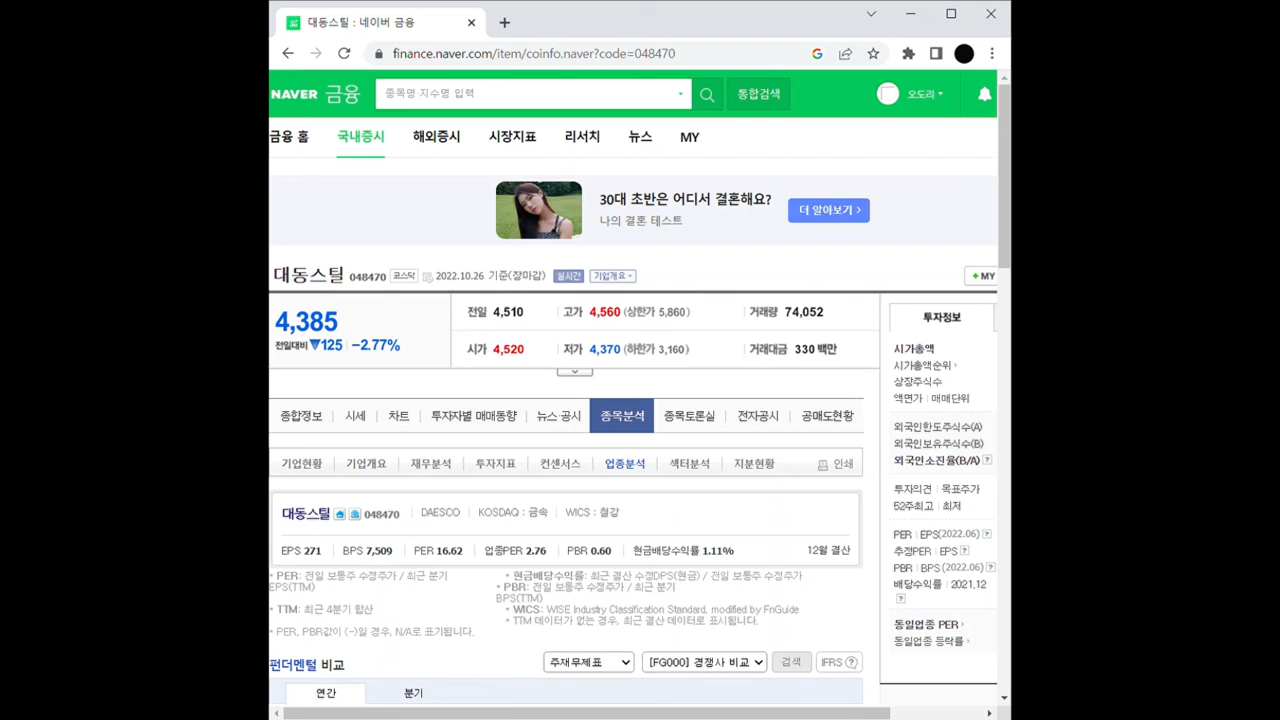 대동스틸 : 네이버 금융
finance.naver.com/item/coinfo.naver?code=048470
NAVER 금융 종목명·지수명 입력 통합검색 오도리
금융 홈 국내증시 해외증시 시장지표 리서치 뉴스 MY
30대 초반은 어디서 결혼해요?
나의 결혼 테스트
더 알아보기
대동스틸 048470 코스닥 2022.10.26 기준(장마감) 실시간 기업개요 + MY
4,385
전일대비 ▼125 -2.77%
전일 4,510 고가 4,560 (상한가 5,860) 거래량 74,052
시가 4,520 저가 4,370 (하한가 3,160) 거래대금 330 백만
종합정보 시세 차트 투자자별 매매동향 뉴스·공시 종목분석 종목토론실 전자공시 공매도현황
기업현황 기업개요 재무분석 투자지표 컨센서스 업종분석 섹터분석 지분현황 인쇄
대동스틸 048470 DAESCO KOSDAQ : 금속 WICS : 철강
EPS 271 BPS 7,509 PER 16.62 업종PER 2.76 PBR 0.60 현금배당수익률 1.11% 12월 결산
* PER: 전일 보통주 수정주가 / 최근 분기 EPS(TTM)
* TTM: 최근 4분기 합산
* PER, PBR값이 (-)일 경우, N/A로 표기됩니다.
* 현금배당수익률: 최근 결산 수정DPS(현금) / 전일 보통주 수정주가
* PBR: 전일 보통주 수정주가 / 최근 분기
BPS(TTM)
* WICS: WISE Industry Classification Standard, modified by FnGuide
* TTM 데이터가 없는 경우, 최근 결산 데이터로 표시됩니다.
펀더멘털 비교 주재무제표 [FG000] 경쟁사 비교 검색 IFRS ?
연간 분기
투자정보
시가총액
시가총액순위
상장주식수
액면가 | 매매단위
외국인한도주식수(A)
외국인보유주식수(B)
외국인소진율(B/A) ?
투자의견 | 목표주가
52주최고 | 최저
PER | EPS(2022.06) ?
추정PER | EPS ?
PBR | BPS (2022.06) ?
배당수익률 | 2021.12
?
동일업종 PER
동일업종 등락률